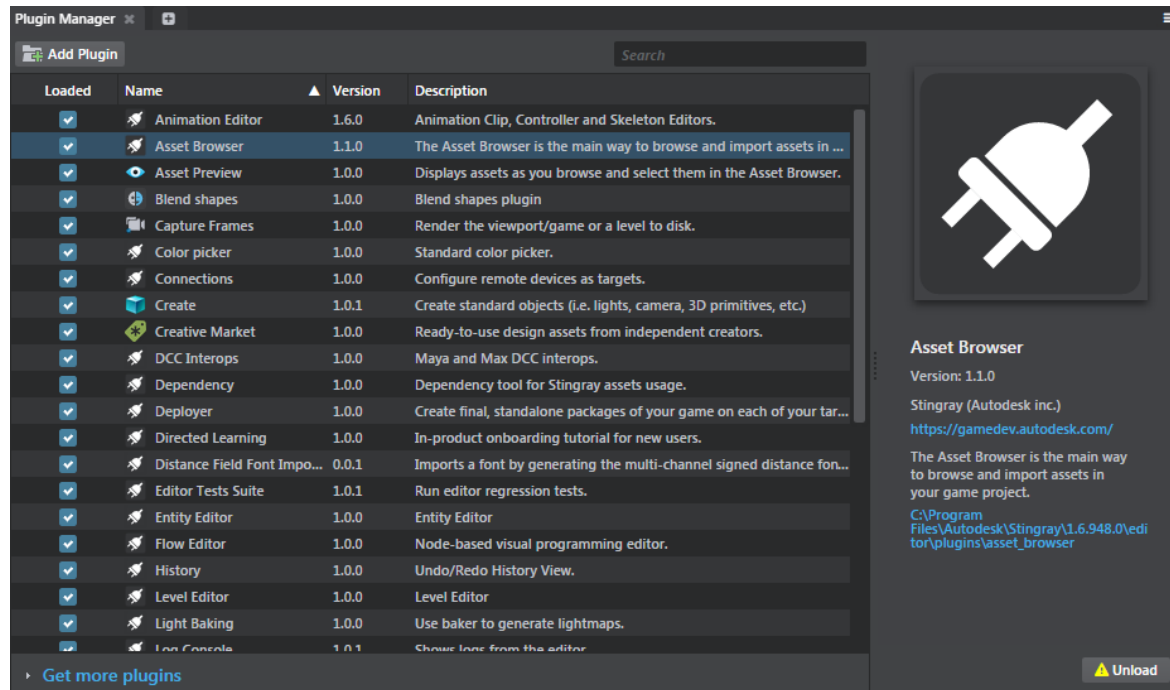 Plugin Manager
Add Plugin
Search
Loaded Name Version Description
Animation Editor 1.6.0 Animation Clip, Controller and Skeleton Editors.
Asset Browser 1.1.0 The Asset Browser is the main way to browse and import assets in ...
Asset Preview 1.0.0 Displays assets as you browse and select them in the Asset Browser.
Blend shapes 1.0.0 Blend shapes plugin
Capture Frames 1.0.0 Render the viewport/game or a level to disk.
Color picker 1.0.0 Standard color picker.
Connections 1.0.0 Configure remote devices as targets.
Create 1.0.1 Create standard objects (i.e. lights, camera, 3D primitives, etc.)
Creative Market 1.0.0 Ready-to-use design assets from independent creators.
DCC Interops 1.0.0 Maya and Max DCC interops.
Dependency 1.0.0 Dependency tool for Stingray assets usage.
Deployer 1.0.0 Create final, standalone packages of your game on each of your tar...
Directed Learning 1.0.0 In-product onboarding tutorial for new users.
Distance Field Font Impo... 0.0.1 Imports a font by generating the multi-channel signed distance fon...
Editor Tests Suite 1.0.1 Run editor regression tests.
Entity Editor 1.0.0 Entity Editor
Flow Editor 1.0.0 Node-based visual programming editor.
History 1.0.0 Undo/Redo History View.
Level Editor 1.0.0 Level Editor
Light Baking 1.0.0 Use baker to generate lightmaps.
Log Console 1.0.1 Shows logs from the editor
Get more plugins
Asset Browser
Version: 1.1.0
Stingray (Autodesk inc.)
https://gamedev.autodesk.com/
The Asset Browser is the main way
to browse and import assets in
your game project.
C:\Program
Files\Autodesk\Stingray\1.6.948.0\edi
tor\plugins\asset_browser
Unload